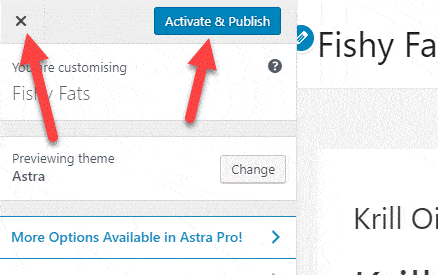 Activate & Publish
You are customising
Fishy Fats
Previewing theme
Astra
Change
More Options Available in Astra Pro!
Fishy Fa
Krill Oi